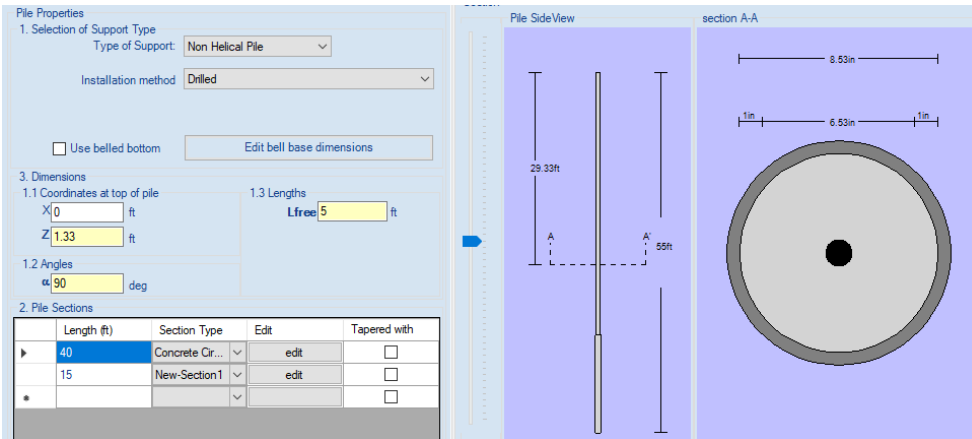 Pile Properties
1. Selection of Support Type
Type of Support: Non Helical Pile
Installation method Drilled
Use belled bottom Edit bell base dimensions
3. Dimensions
1.1 Coordinates at top of pile
X 0 ft
Z 1.33 ft
1.2 Angles
α 90 deg
1.3 Lengths
Lfree 5 ft
2. Pile Sections
Length (ft) Section Type Edit Tapered with
40 Concrete Cir... edit
15 New-Section1 edit
Pile SideView
29.33ft
A A'
55ft
section A-A
8.53in
1in 6.53in 1in